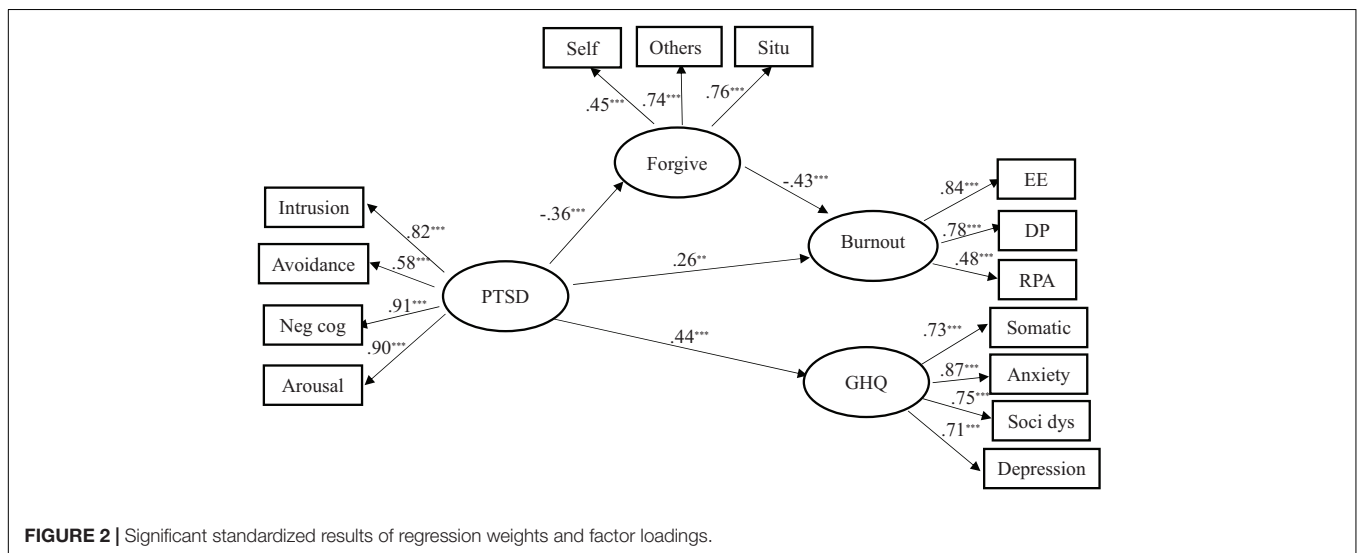 Self Others Situ
.45*** .74*** .76***
Forgive
Intrusion
Avoidance
Neg cog
Arousal
.82***
.58***
.91***
.90***
PTSD
-.36***
-.43***
.26**
.44***
Burnout
.84***
.78***
.48***
EE
DP
RPA
GHQ
.73***
.87***
.75***
.71***
Somatic
Anxiety
Soci dys
Depression
FIGURE 2 | Significant standardized results of regression weights and factor loadings.